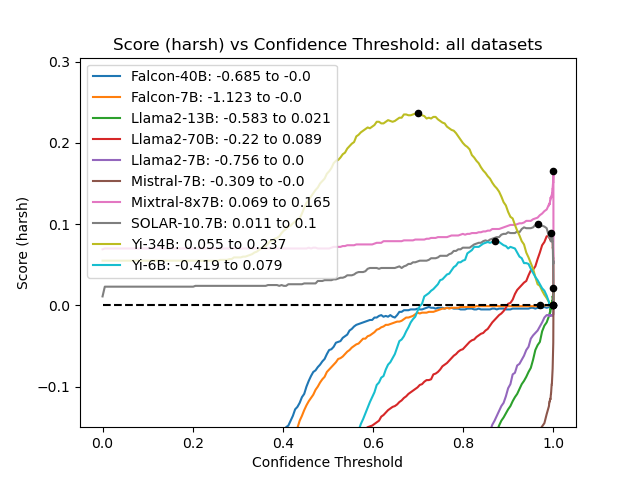 Score (harsh) vs Confidence Threshold: all datasets
0.3
0.2
0.1
0.0
−0.1
Score (harsh)
Falcon-40B: -0.685 to -0.0
Falcon-7B: -1.123 to -0.0
Llama2-13B: -0.583 to 0.021
Llama2-70B: -0.22 to 0.089
Llama2-7B: -0.756 to 0.0
Mistral-7B: -0.309 to -0.0
Mixtral-8x7B: 0.069 to 0.165
SOLAR-10.7B: 0.011 to 0.1
Yi-34B: 0.055 to 0.237
Yi-6B: -0.419 to 0.079
0.0 0.2 0.4 0.6 0.8 1.0
Confidence Threshold